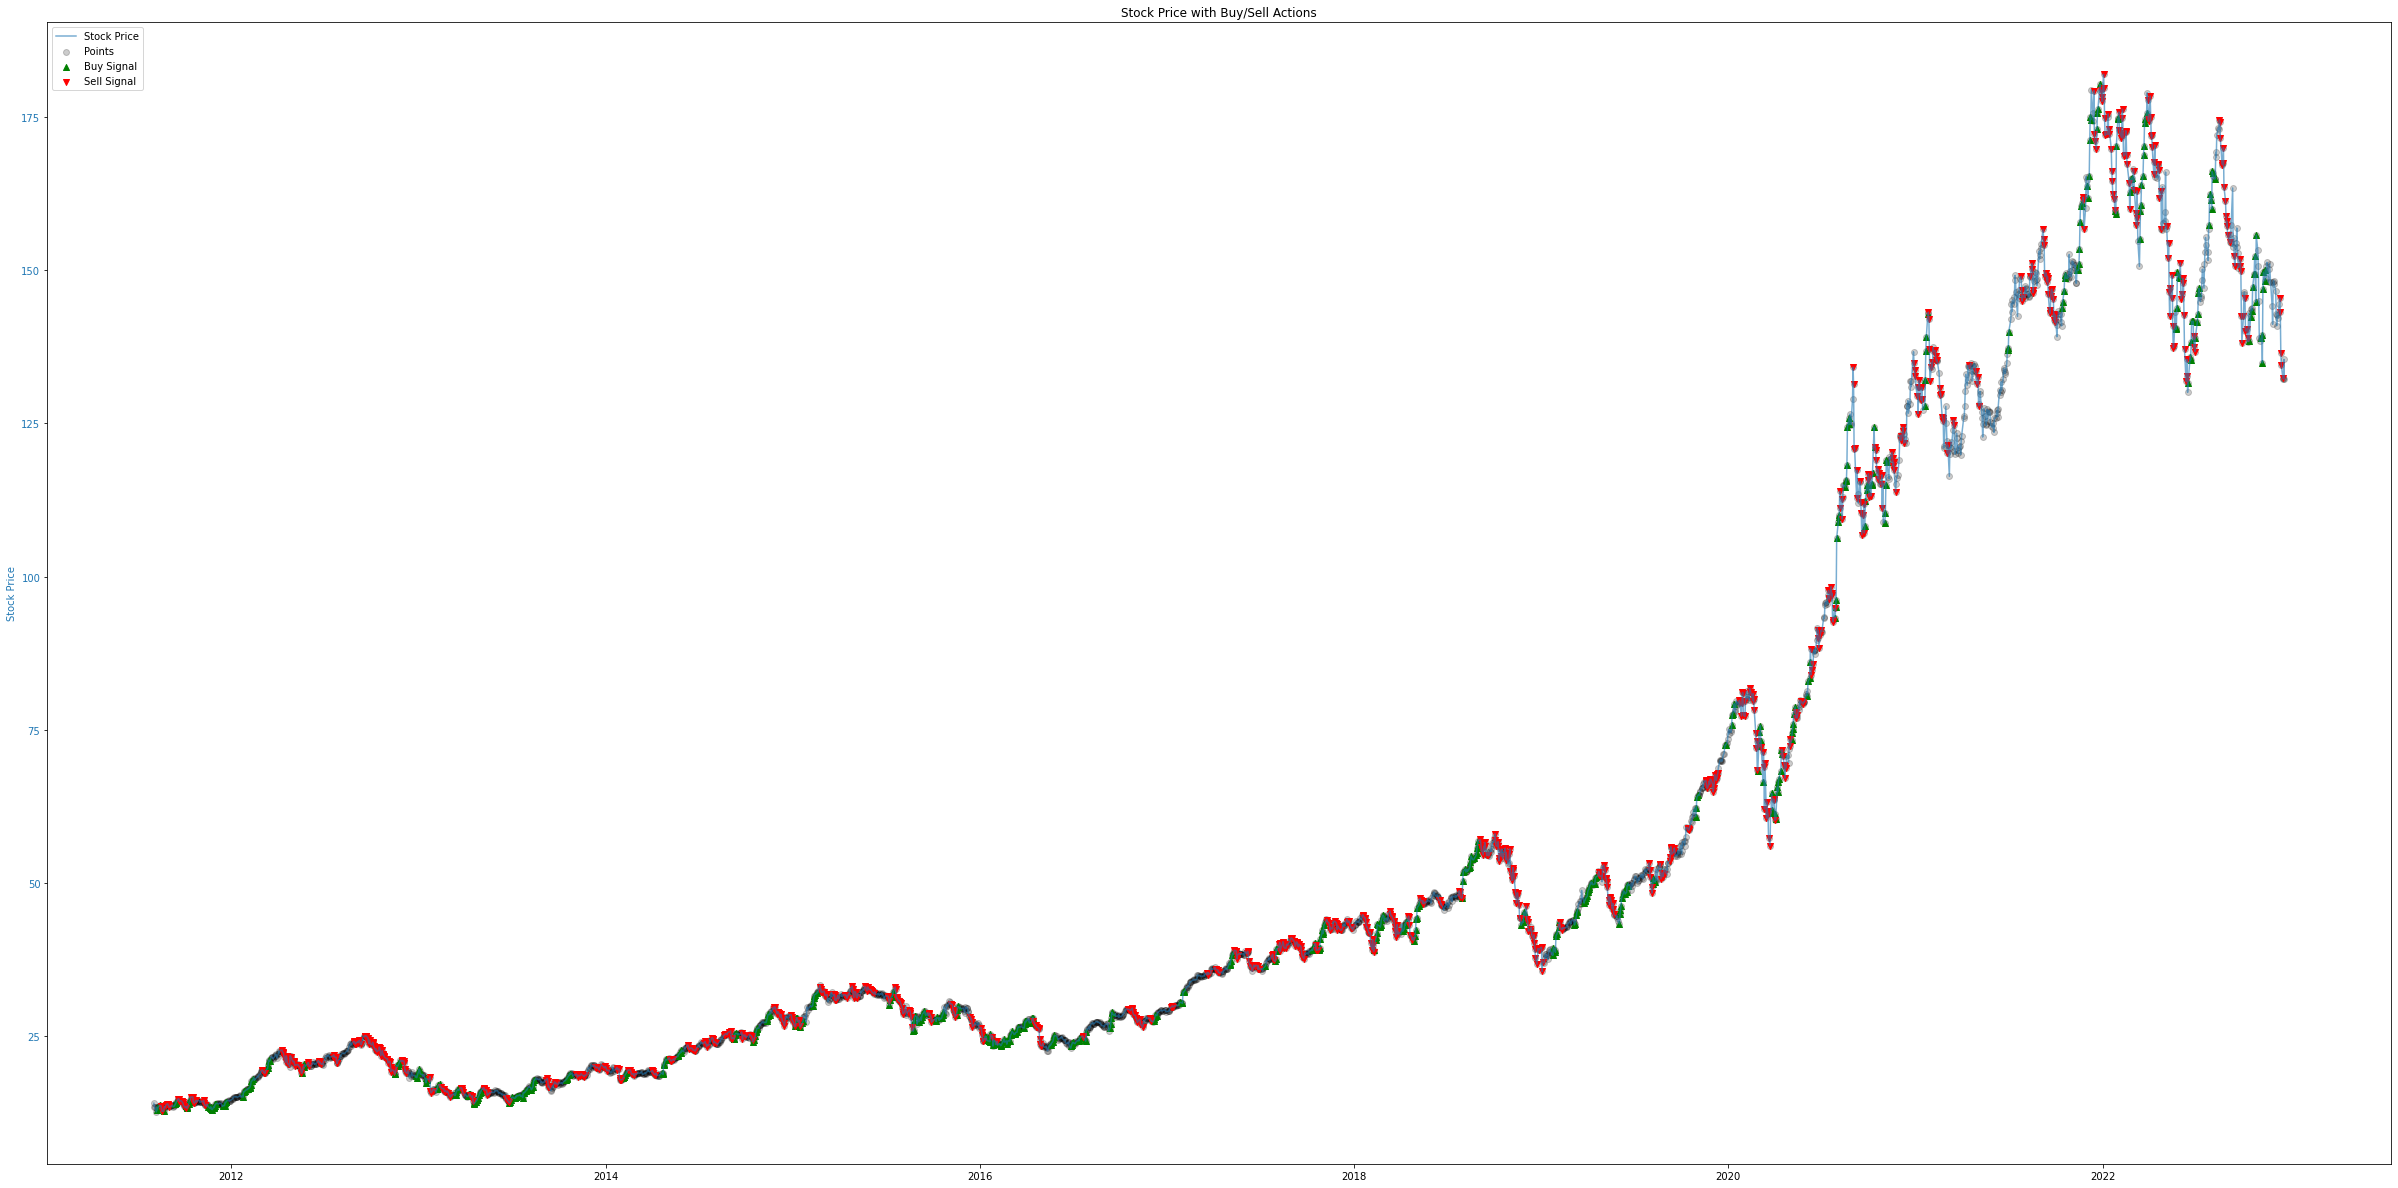 Stock Price with Buy/Sell Actions
Stock Price
Points
Buy Signal
Sell Signal
175
150
125
100
75
50
25
Stock Price
2012
2014
2016
2018
2020
2022